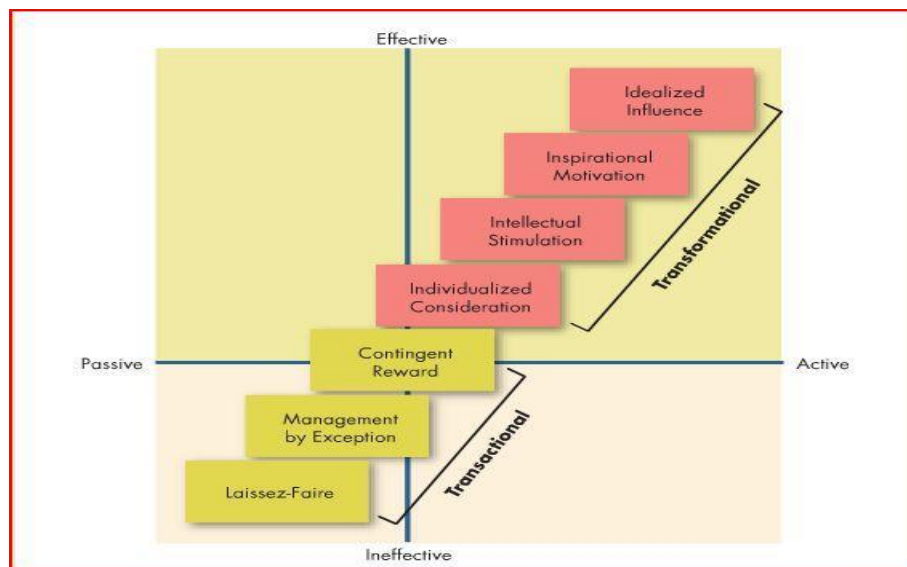 Effective
Idealized
Influence
Inspirational
Motivation
Intellectual
Stimulation
Transformational
Individualized
Consideration
Contingent
Reward
Passive
Active
Management
by Exception
Transactional
Laissez-Faire
Ineffective